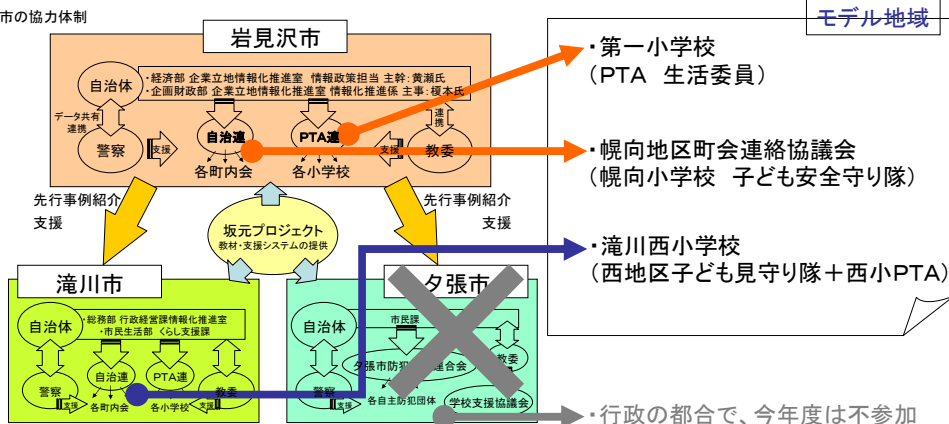 市の協力体制
岩見沢市
自治体
・経済部 企業立地情報化推進室 情報政策担当 主幹:黄瀬氏
・企画財政部 企業立地情報化推進室 情報化推進係 主事:榎本氏
データ共有
連携
連携
警察
支援
自治連
PTA連
支援
教委
各町内会
各小学校
先行事例紹介
支援
先行事例紹介
支援
坂元プロジェクト
教材・支援システムの提供
滝川市
自治体
・総務部 行政経営課情報化推進室
・市民生活部 くらし支援課
警察
支援
自治連
PTA連
支援
教委
各町内会
各小学校
夕張市
自治体
市民課
夕張市防犯
連合会
教委
警察
支援
各自主防犯団体
学校支援協議会
モデル地域
・第一小学校
(PTA 生活委員)
・幌向地区町会連絡協議会
(幌向小学校 子ども安全守り隊)
・滝川西小学校
(西地区子ども見守り隊+西小PTA)
・行政の都合で、今年度は不参加